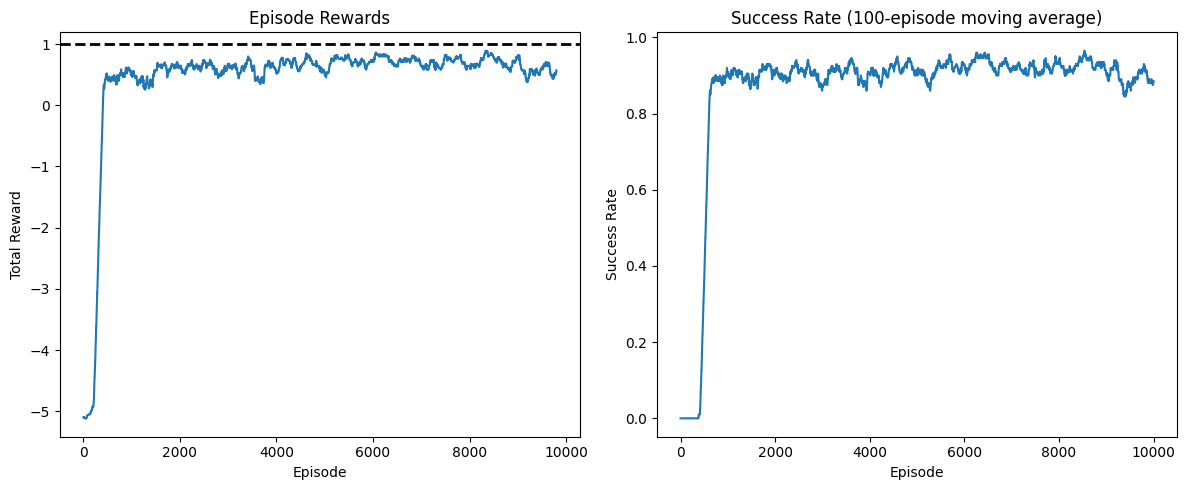 Episode Rewards
Total Reward
1
0
−1
−2
−3
−4
−5
0 2000 4000 6000 8000 10000
Episode
Success Rate (100-episode moving average)
Success Rate
1.0
0.8
0.6
0.4
0.2
0.0
0 2000 4000 6000 8000 10000
Episode